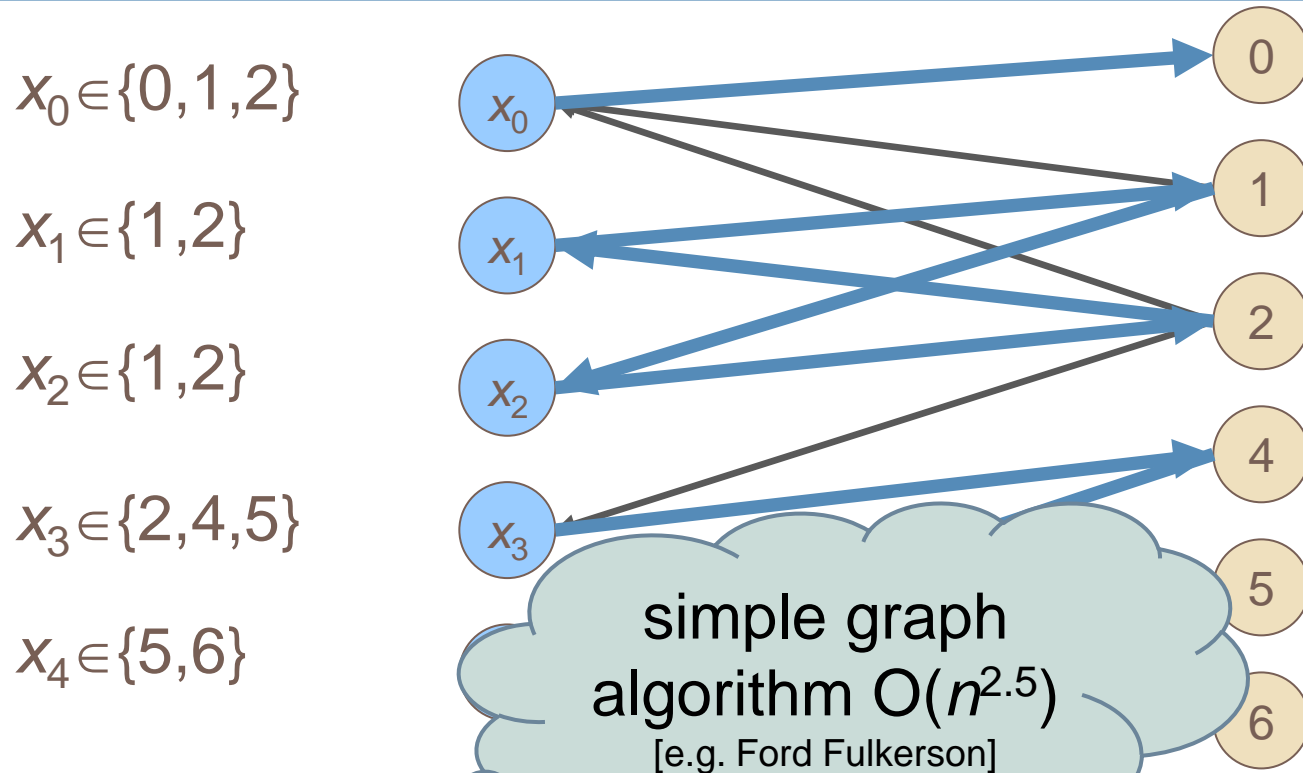 x₀∈{0,1,2}
x₁∈{1,2}
x₂∈{1,2}
x₃∈{2,4,5}
x₄∈{5,6}
x₀
x₁
x₂
x₃
0
1
2
4
5
6
simple graph
algorithm O(n²·⁵)
[e.g. Ford Fulkerson]